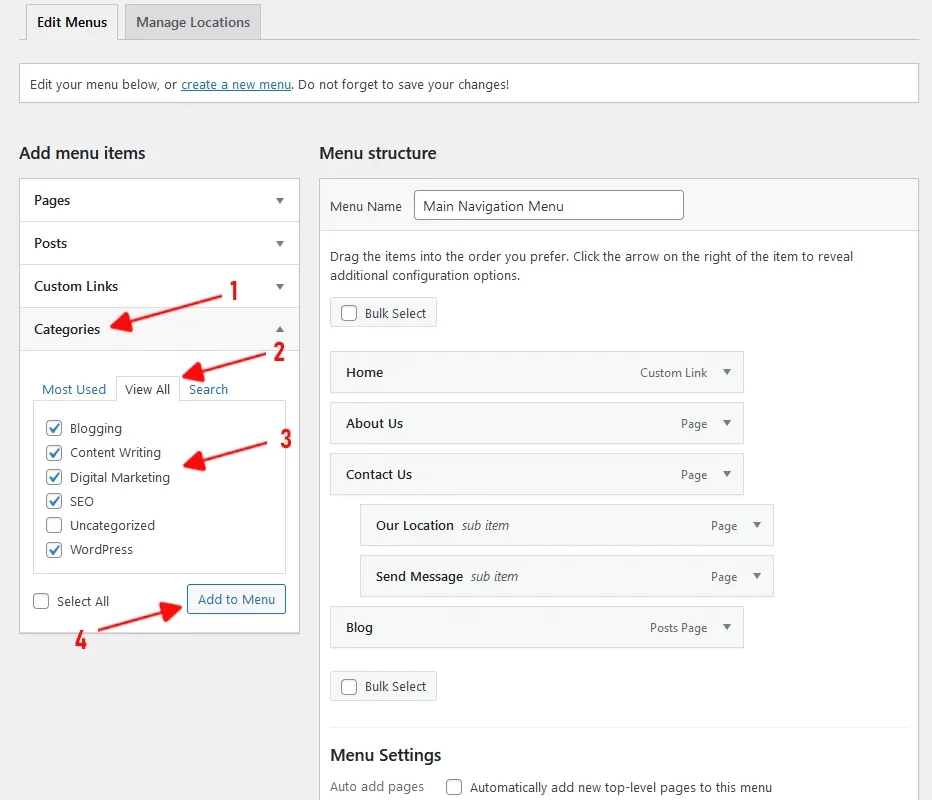 Edit Menus
Manage Locations
Edit your menu below, or create a new menu. Do not forget to save your changes!
Add menu items
Pages
Posts
Custom Links
1
Categories
2
Most Used
View All
Search
Blogging
Content Writing
3
Digital Marketing
SEO
Uncategorized
WordPress
Select All
Add to Menu
4
Menu structure
Menu Name
Main Navigation Menu
Drag the items into the order you prefer. Click the arrow on the right of the item to reveal
additional configuration options.
Bulk Select
Home Custom Link
About Us Page
Contact Us Page
Our Location sub item Page
Send Message sub item Page
Blog Posts Page
Bulk Select
Menu Settings
Auto add pages
Automatically add new top-level pages to this menu